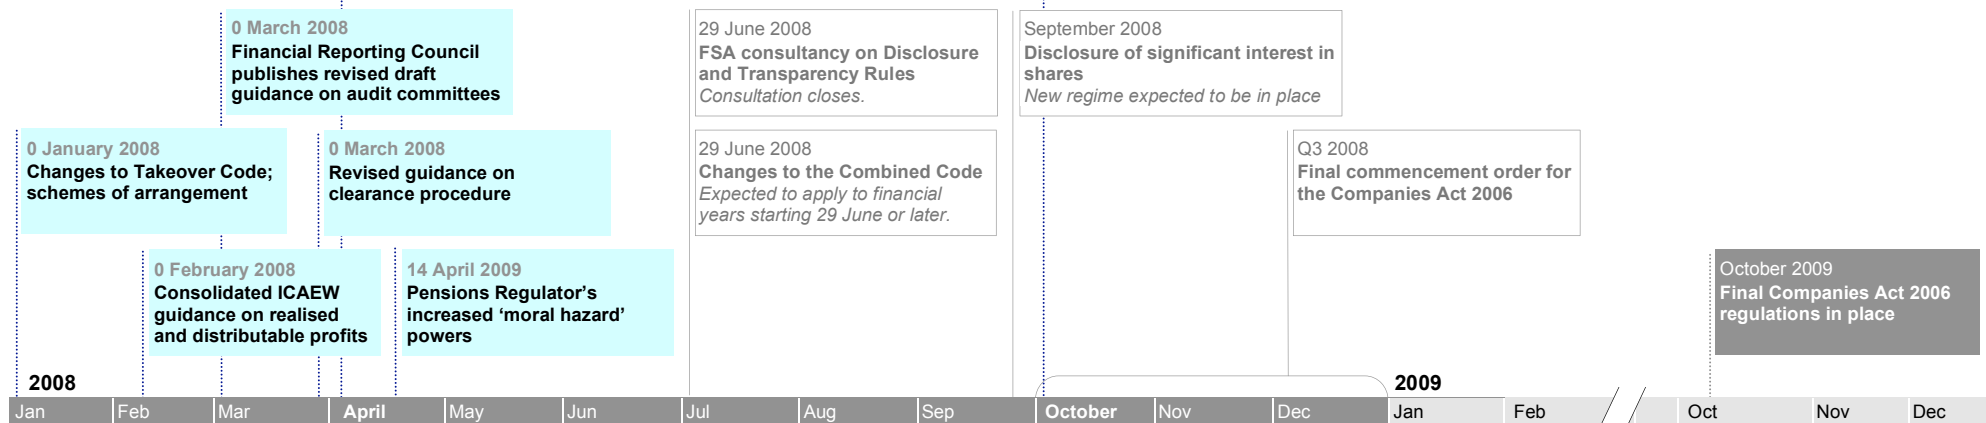 0 March 2008
Financial Reporting Council
publishes revised draft
guidance on audit committees
29 June 2008
FSA consultancy on Disclosure
and Transparency Rules
Consultation closes.
September 2008
Disclosure of significant interest in
shares
New regime expected to be in place
0 January 2008
Changes to Takeover Code;
schemes of arrangement
0 March 2008
Revised guidance on
clearance procedure
29 June 2008
Changes to the Combined Code
Expected to apply to financial
years starting 29 June or later.
Q3 2008
Final commencement order for
the Companies Act 2006
0 February 2008
Consolidated ICAEW
guidance on realised
and distributable profits
14 April 2009
Pensions Regulator’s
increased ‘moral hazard’
powers
October 2009
Final Companies Act 2006
regulations in place
2008
2009
Jan Feb Mar April May Jun Jul Aug Sep October Nov Dec Jan Feb Oct Nov Dec